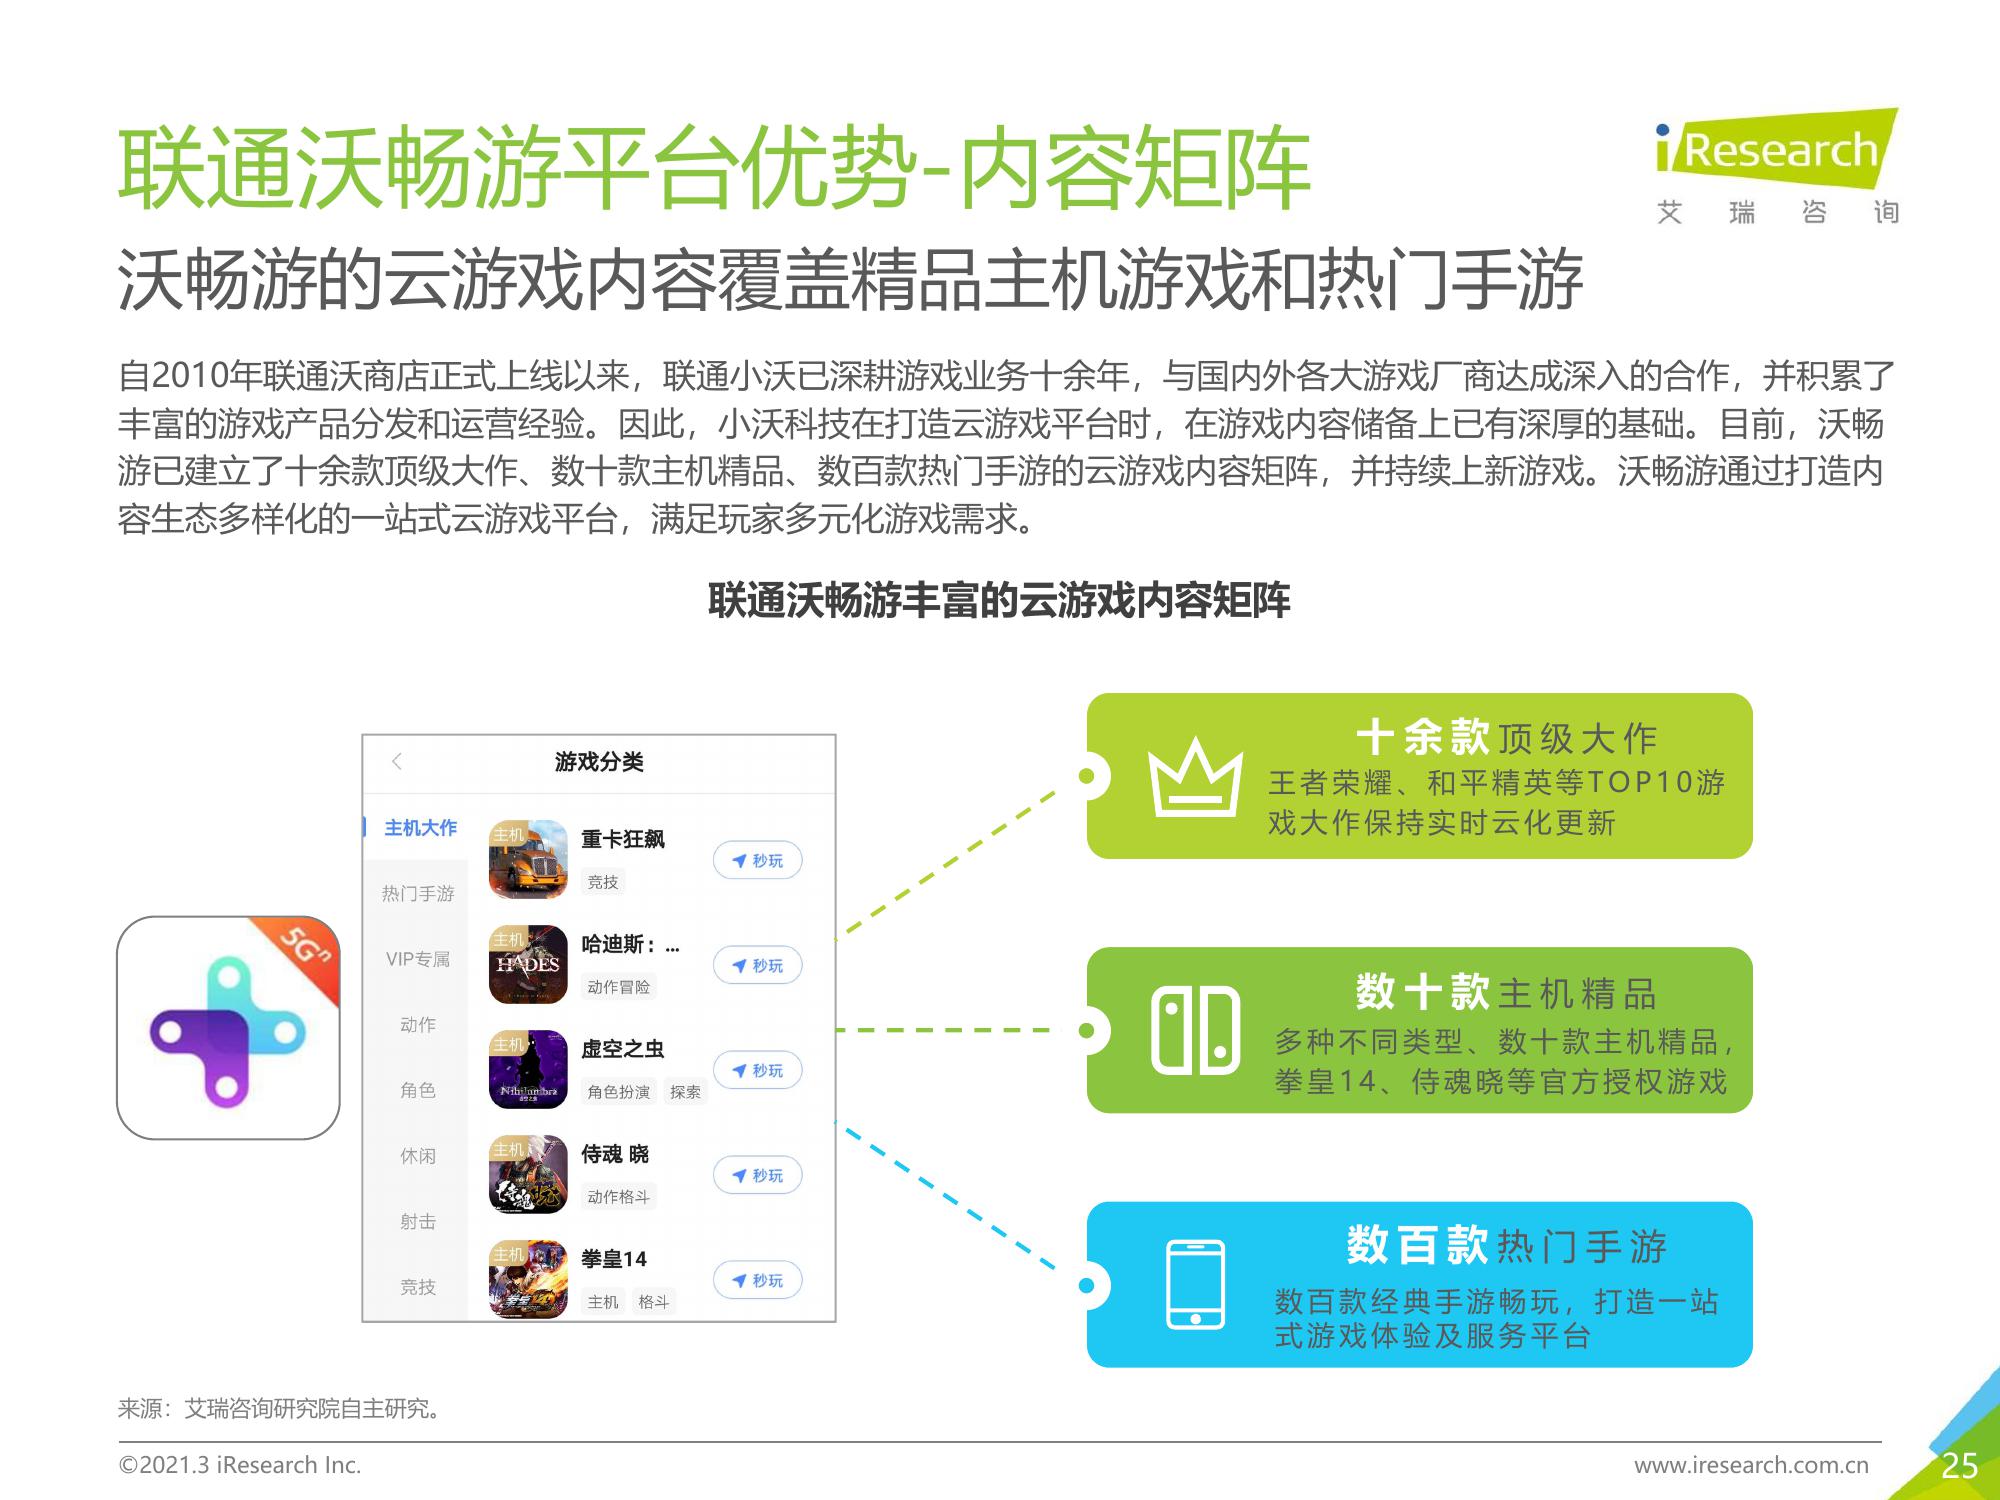 联通沃畅游平台优势-内容矩阵
iResearch
艾瑞咨询
沃畅游的云游戏内容覆盖精品主机游戏和热门手游
自2010年联通沃商店正式上线以来，联通小沃已深耕游戏业务十余年，与国内外各大游戏厂商达成深入的合作，并积累了
丰富的游戏产品分发和运营经验。因此，小沃科技在打造云游戏平台时，在游戏内容储备上已有深厚的基础。目前，沃畅
游已建立了十余款顶级大作、数十款主机精品、数百款热门手游的云游戏内容矩阵，并持续上新游戏。沃畅游通过打造内
容生态多样化的一站式云游戏平台，满足玩家多元化游戏需求。
联通沃畅游丰富的云游戏内容矩阵
5Gⁿ
游戏分类
主机大作
热门手游
VIP专属
动作
角色
休闲
射击
竞技
主机
重卡狂飙
竞技
秒玩
主机
HADES
哈迪斯：...
动作冒险
秒玩
主机
Nihilumbra
虚空之虫
角色扮演 探索
秒玩
主机
侍魂 晓
动作格斗
秒玩
主机
拳皇14
主机 格斗
秒玩
十余款顶级大作
王者荣耀、和平精英等TOP10游
戏大作保持实时云化更新
数十款主机精品
多种不同类型、数十款主机精品，
拳皇14、侍魂晓等官方授权游戏
数百款热门手游
数百款经典手游畅玩，打造一站
式游戏体验及服务平台
来源：艾瑞咨询研究院自主研究。
©2021.3 iResearch Inc.
www.iresearch.com.cn
25